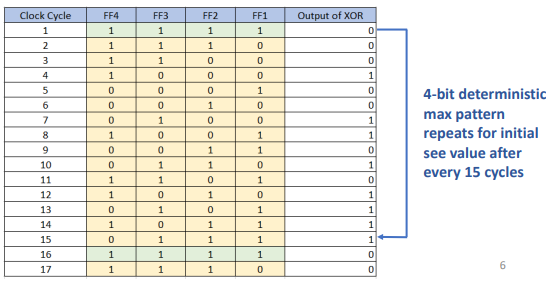 Clock Cycle FF4 FF3 FF2 FF1 Output of XOR
1 1 1 1 1 0
2 1 1 1 0 0
3 1 1 0 0 0
4 1 0 0 0 1
5 0 0 0 1 0
6 0 0 1 0 0
7 0 1 0 0 1
8 1 0 0 1 1
9 0 0 1 1 0
10 0 1 1 0 1
11 1 1 0 1 0
12 1 0 1 0 1
13 0 1 0 1 1
14 1 0 1 1 1
15 0 1 1 1 1
16 1 1 1 1 0
17 1 1 1 0 0
4-bit deterministic
max pattern
repeats for initial
see value after
every 15 cycles
6